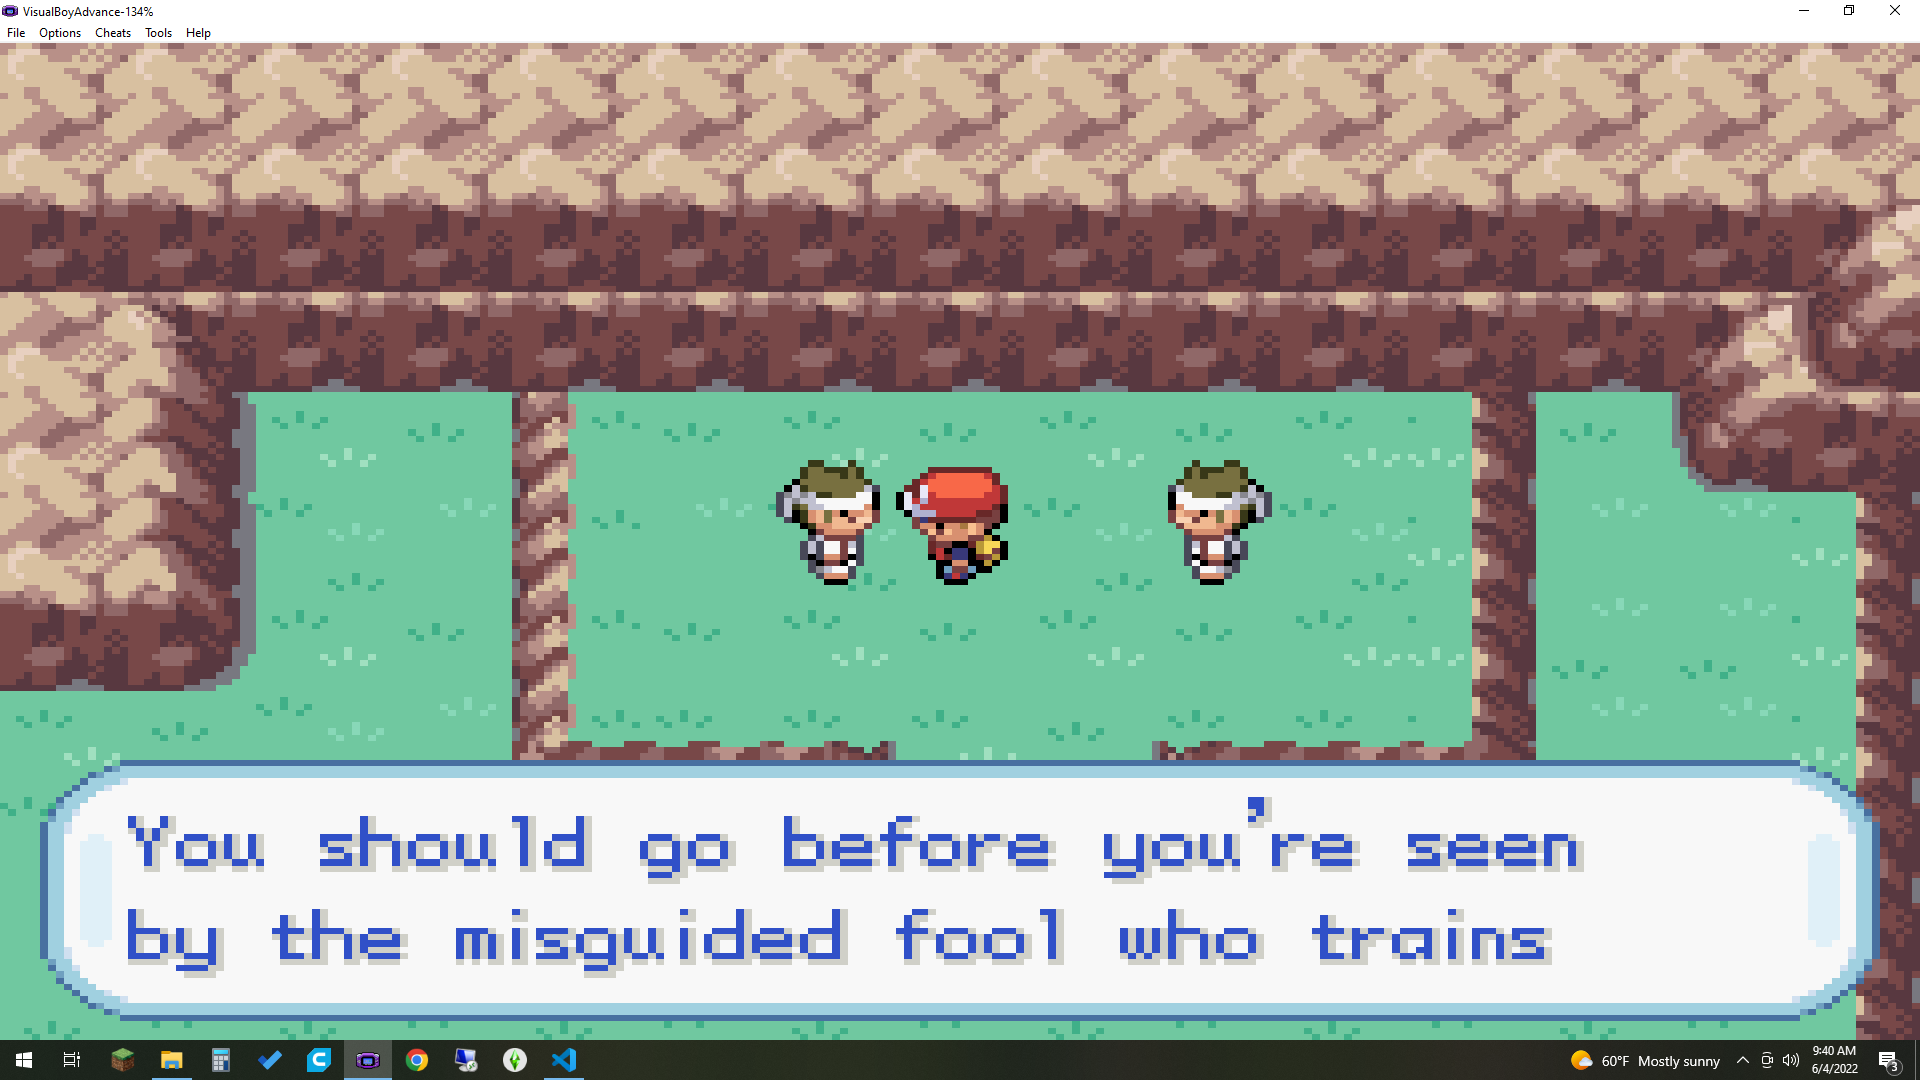 VisualBoyAdvance-134%
File Options Cheats Tools Help
You should go before you're seen
by the misguided fool who trains
60°F Mostly sunny
9:40 AM
6/4/2022
3